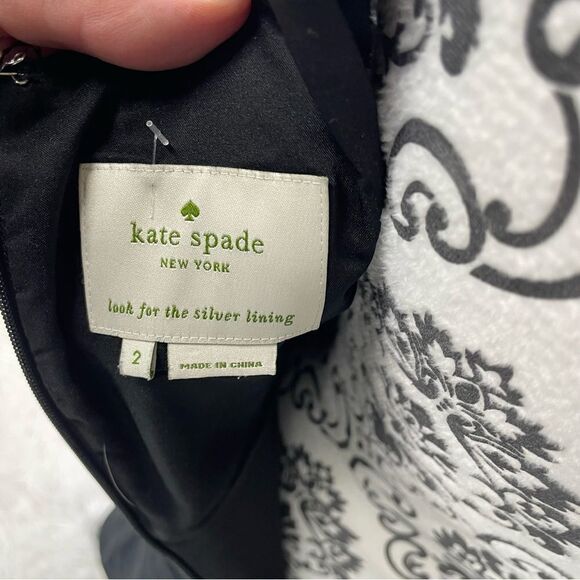 kate spade
NEW YORK
look for the silver lining
2
MADE IN CHINA